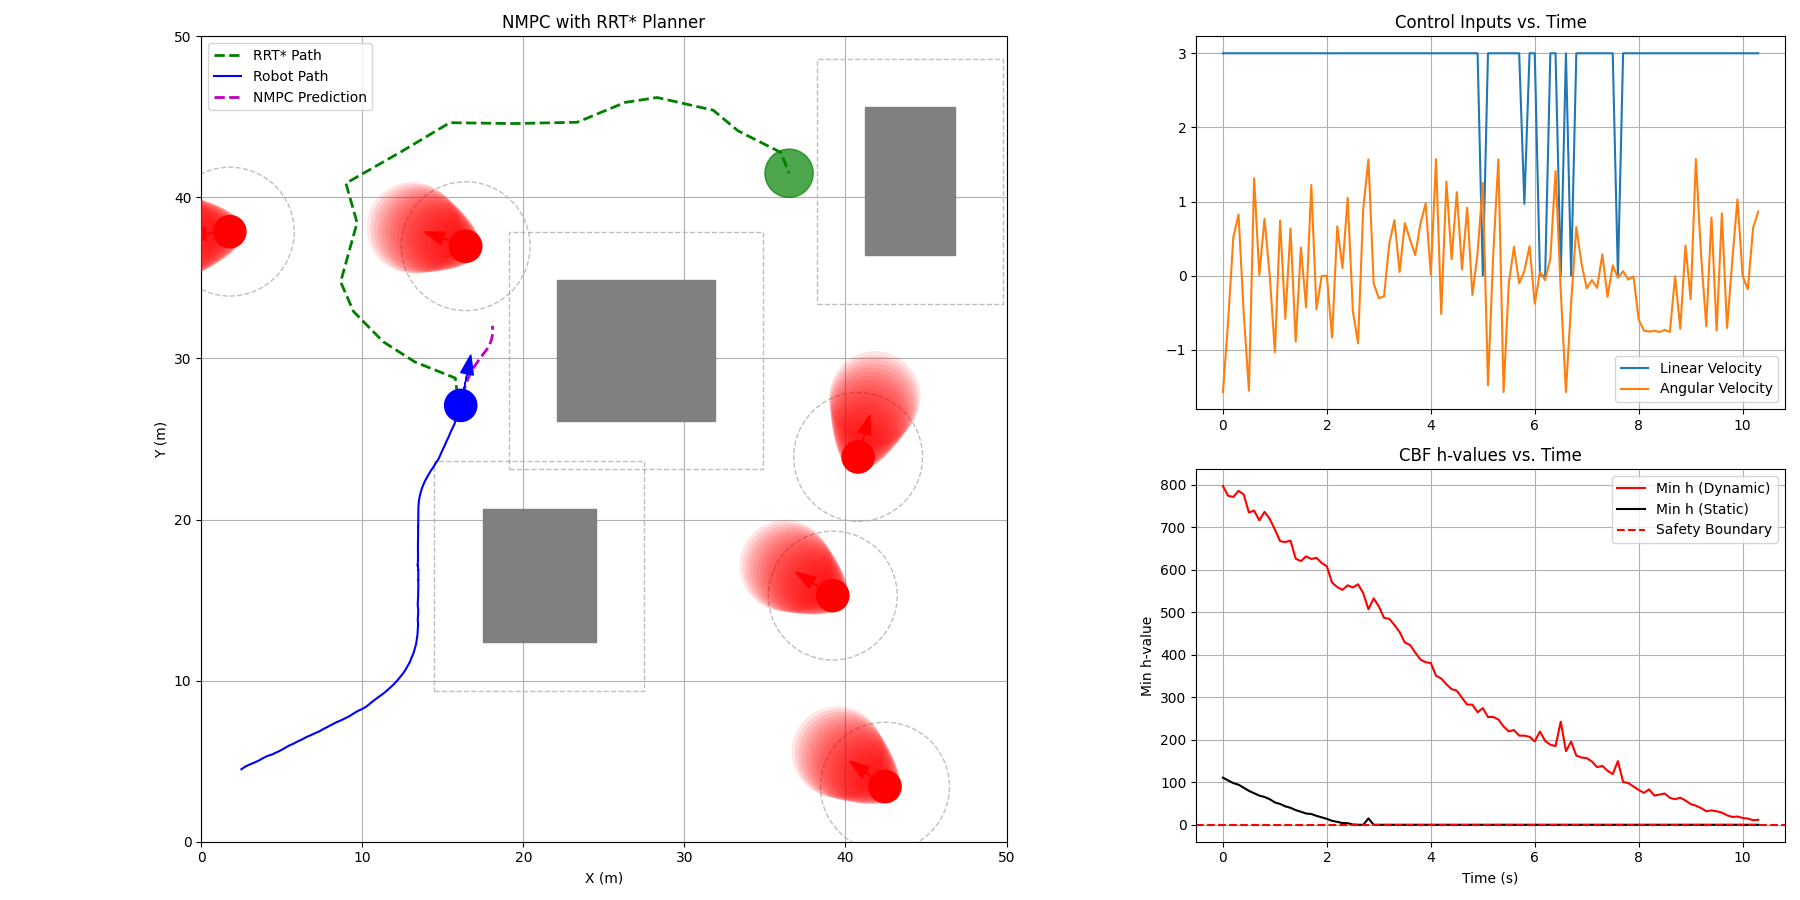 NMPC with RRT* Planner
RRT* Path
Robot Path
NMPC Prediction
Y (m)
50
40
30
20
10
0
0 10 20 30 40 50
X (m)
Control Inputs vs. Time
3
2
1
0
−1
Linear Velocity
Angular Velocity
0 2 4 6 8 10
CBF h-values vs. Time
Min h (Dynamic)
Min h (Static)
Safety Boundary
Min h-value
800
700
600
500
400
300
200
100
0
0 2 4 6 8 10
Time (s)